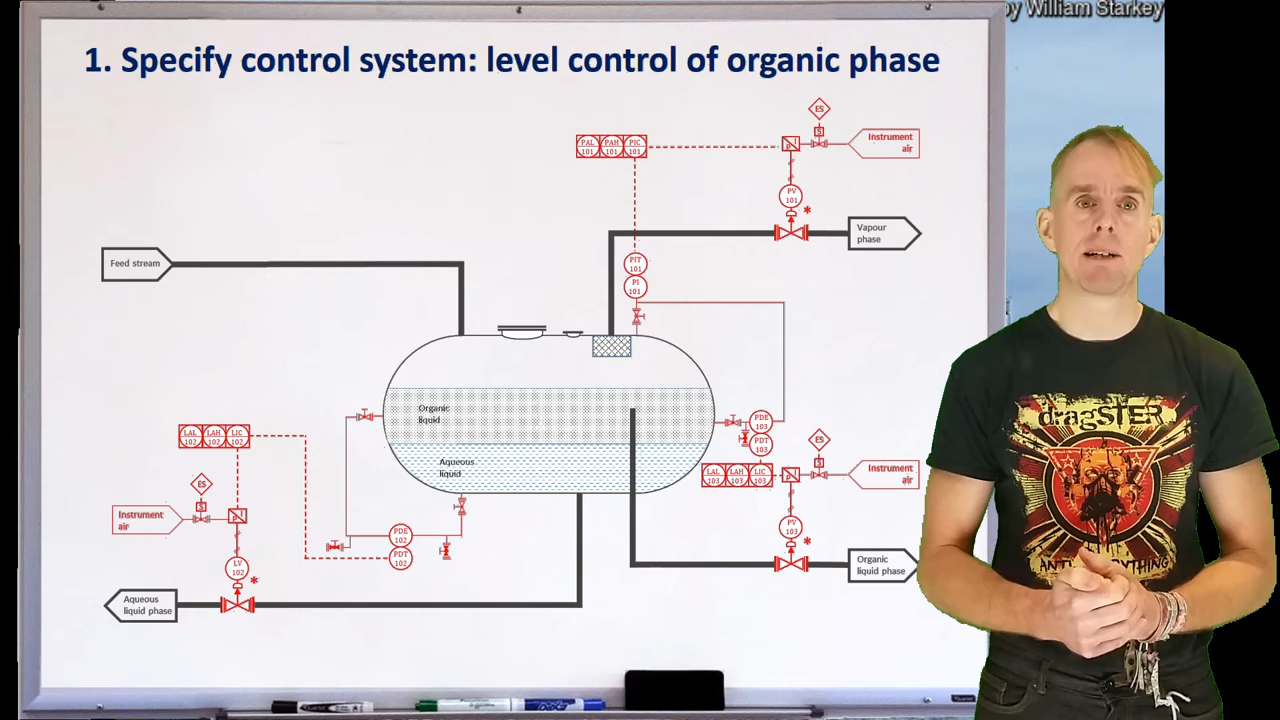 by William Starkey
1. Specify control system: level control of organic phase
ES
S
PAL
101
PAH
101
PIC
101
P
I
Instrument
air
PV
101
*
Vapour
phase
Feed stream
PIT
101
PI
101
Organic
liquid
Aqueous
liquid
PDE
103
PDT
103
LAL
102
LAH
102
LIC
102
ES
S
LAL
103
LAH
103
LIC
103
P
I
Instrument
air
ES
S
Instrument
air
P
I
PV
103
*
PDE
102
PDT
102
LV
102
*
Organic
liquid phase
Aqueous
liquid phase
dragSTER